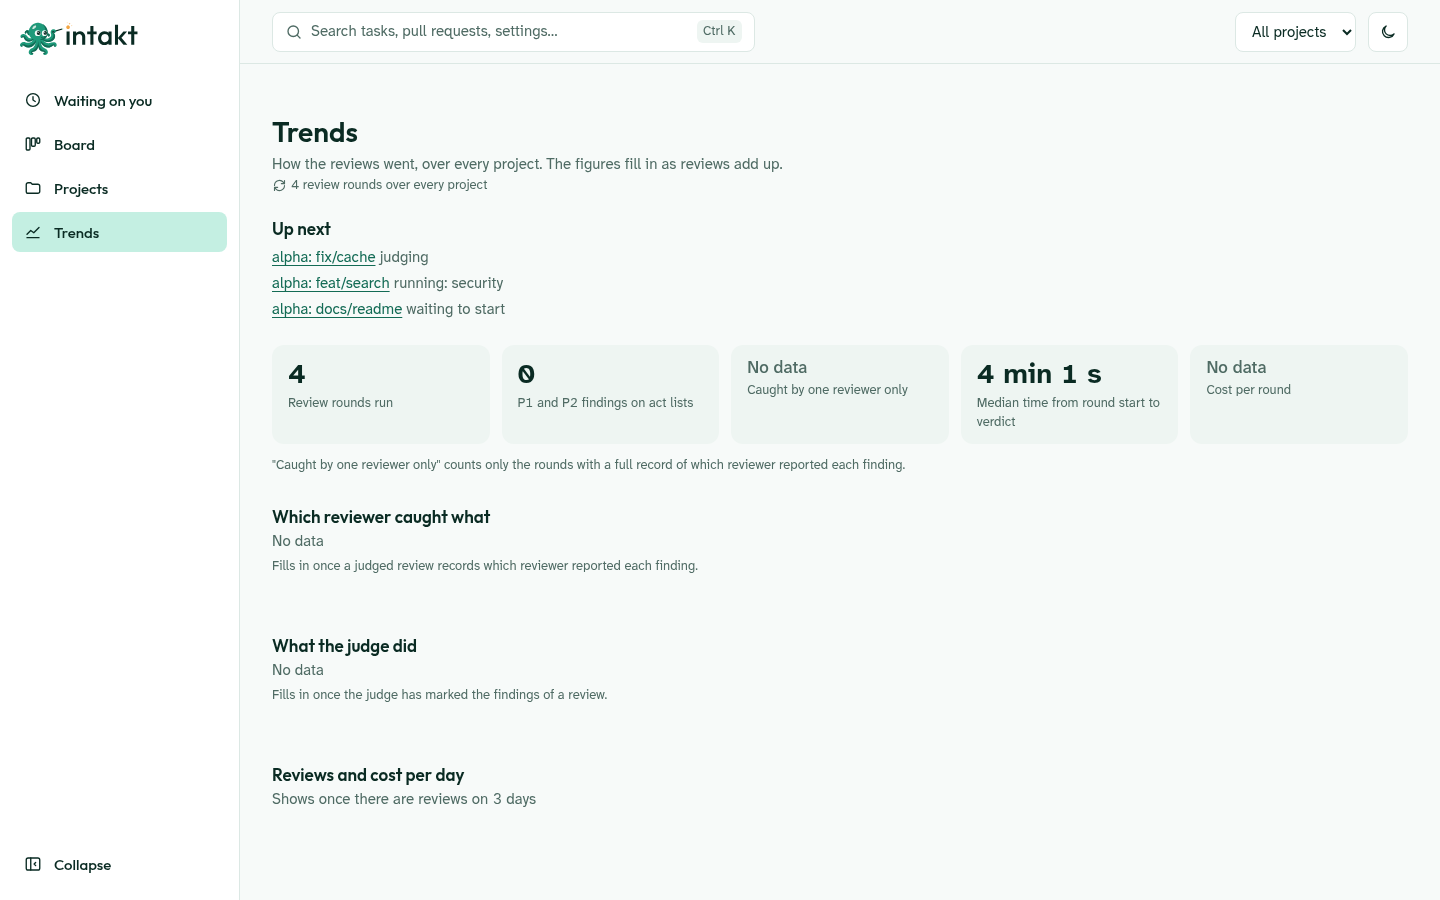 intakt
Search tasks, pull requests, settings...
Ctrl K
All projects
Waiting on you
Board
Projects
Trends
Collapse
Trends
How the reviews went, over every project. The figures fill in as reviews add up.
4 review rounds over every project
Up next
alpha: fix/cache judging
alpha: feat/search running: security
alpha: docs/readme waiting to start
4
Review rounds run
0
P1 and P2 findings on act lists
No data
Caught by one reviewer only
4 min 1 s
Median time from round start to
verdict
No data
Cost per round
"Caught by one reviewer only" counts only the rounds with a full record of which reviewer reported each finding.
Which reviewer caught what
No data
Fills in once a judged review records which reviewer reported each finding.
What the judge did
No data
Fills in once the judge has marked the findings of a review.
Reviews and cost per day
Shows once there are reviews on 3 days